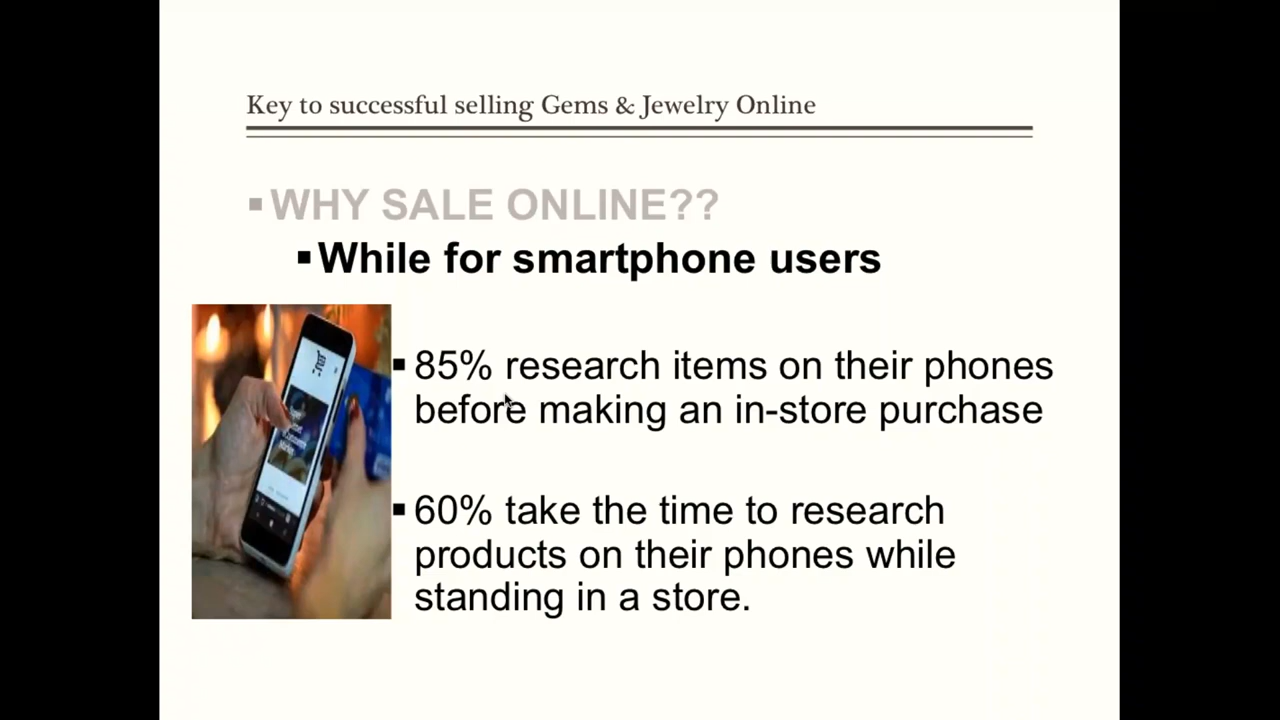 Key to successful selling Gems & Jewelry Online
▪WHY SALE ONLINE??
▪While for smartphone users
▪85% research items on their phones
before making an in-store purchase
▪60% take the time to research
products on their phones while
standing in a store.